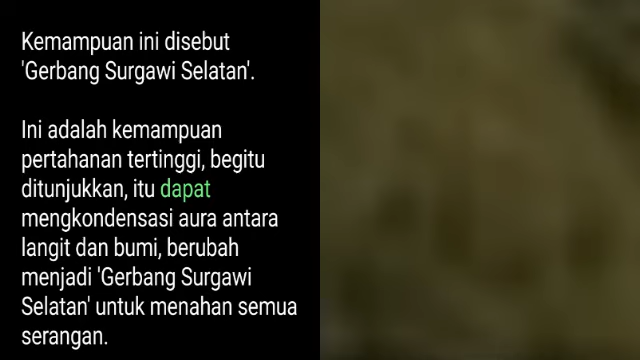 Kemampuan ini disebut
'Gerbang Surgawi Selatan'.
Ini adalah kemampuan
pertahanan tertinggi, begitu
ditunjukkan, itu dapat
mengkondensasi aura antara
langit dan bumi, berubah
menjadi 'Gerbang Surgawi
Selatan' untuk menahan semua
serangan.